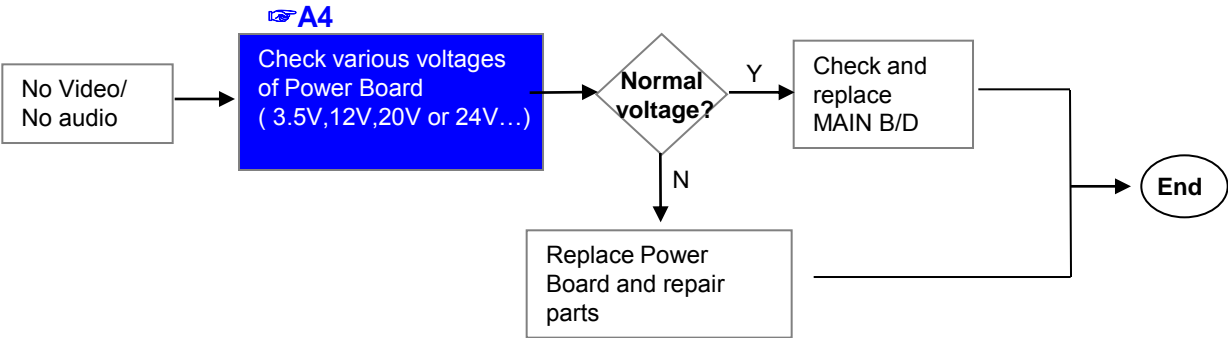 ☞A4
No Video/
No audio
Check various voltages
of Power Board
( 3.5V,12V,20V or 24V…)
Normal
voltage?
Y
Check and
replace
MAIN B/D
N
Replace Power
Board and repair
parts
End